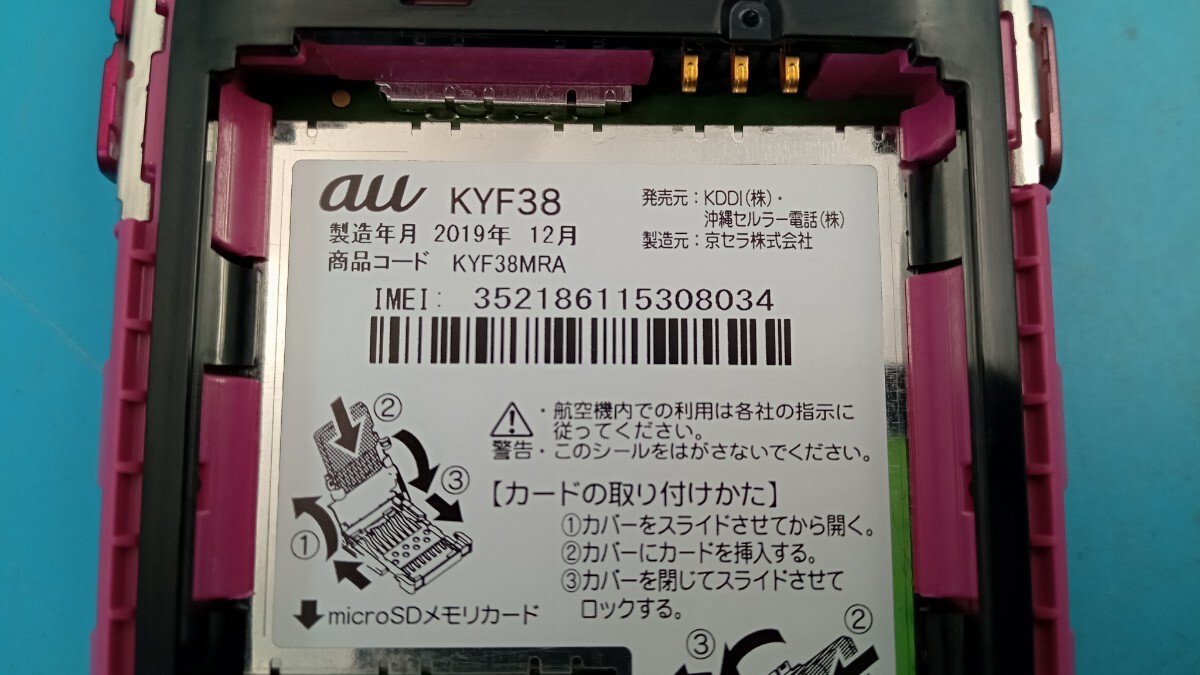 au KYF38
製造年月 2019年 12月
商品コード KYF38MRA
発売元：KDDI(株)・
沖縄セルラー電話(株)
製造元：京セラ株式会社
IMEI: 352186115308034
警告
・航空機内での利用は各社の指示に
従ってください。
・このシールをはがさないでください。
【カードの取り付けかた】
①カバーをスライドさせてから開く。
②カバーにカードを挿入する。
③カバーを閉じてスライドさせて
ロックする。
②
③
①
microSDメモリカード
③
②